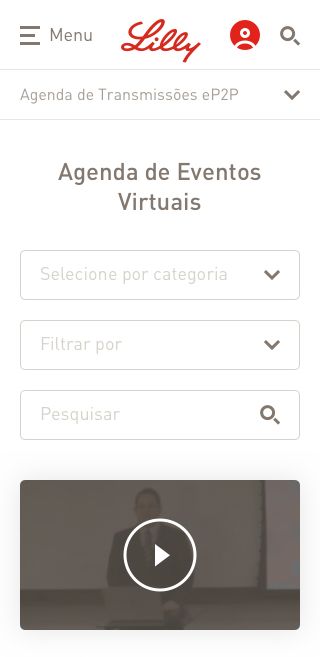 Menu
Lilly
Agenda de Transmissões eP2P
Agenda de Eventos
Virtuais
Selecione por categoria
Filtrar por
Pesquisar